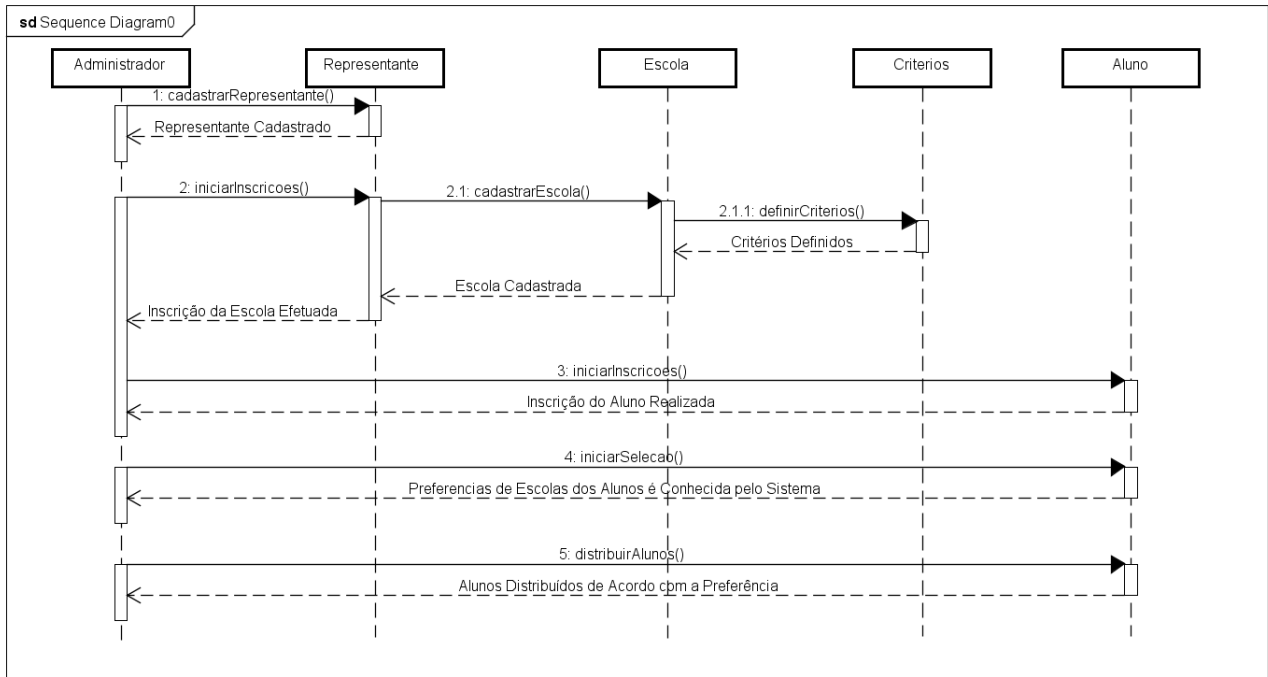 sd Sequence Diagram0
Administrador
Representante
Escola
Criterios
Aluno
1: cadastrarRepresentante()
Representante Cadastrado
2: iniciarInscricoes()
2.1: cadastrarEscola()
2.1.1: definirCriterios()
Critérios Definidos
Escola Cadastrada
Inscrição da Escola Efetuada
3: iniciarInscricoes()
Inscrição do Aluno Realizada
4: iniciarSelecao()
Preferencias de Escolas dos Alunos é Conhecida pelo Sistema
5: distribuirAlunos()
Alunos Distribuídos de Acordo com a Preferência